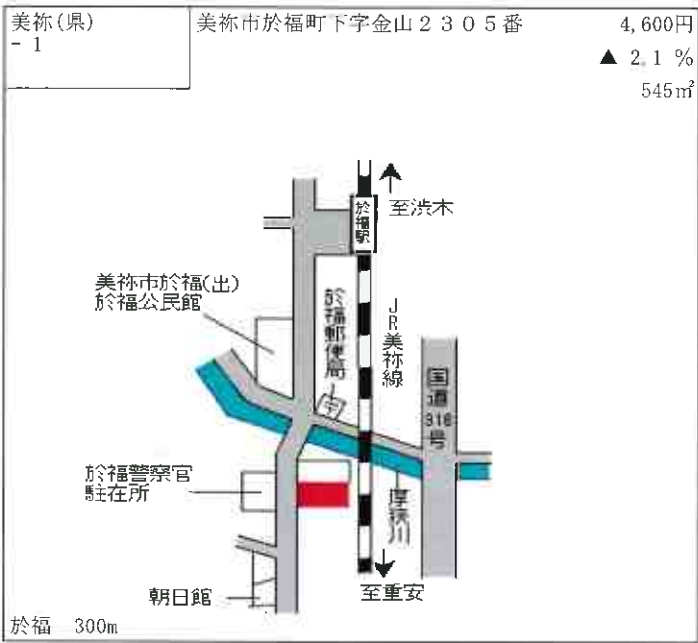 美祢(県)
- 1
美祢市於福町下字金山２３０５番
4,600円
▲ 2.1 %
545㎡
至渋木
於福駅
美祢市於福(出)
於福公民館
於福郵便局
JR美祢線
国道316号
於福警察官
駐在所
厚狭川
朝日館
至重安
於福 300m